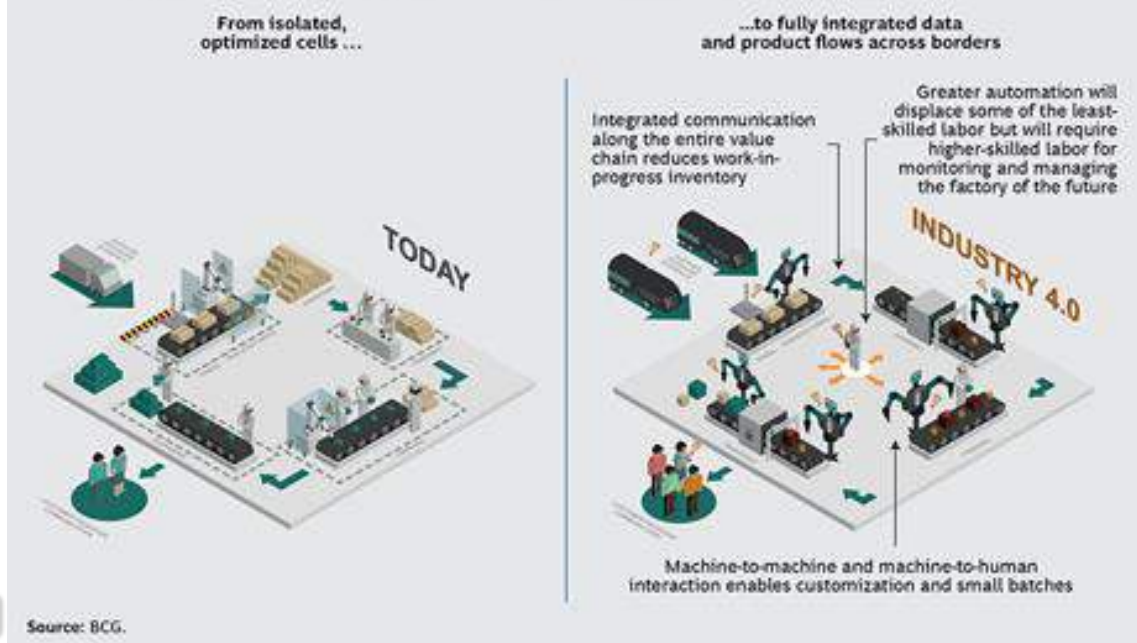 From isolated,
optimized cells ...
...to fully integrated data
and product flows across borders
TODAY
Integrated communication
along the entire value
chain reduces work-in-
progress inventory
Greater automation will
displace some of the least-
skilled labor but will require
higher-skilled labor for
monitoring and managing
the factory of the future
INDUSTRY 4.0
Machine-to-machine and machine-to-human
interaction enables customization and small batches
Source: BCG.